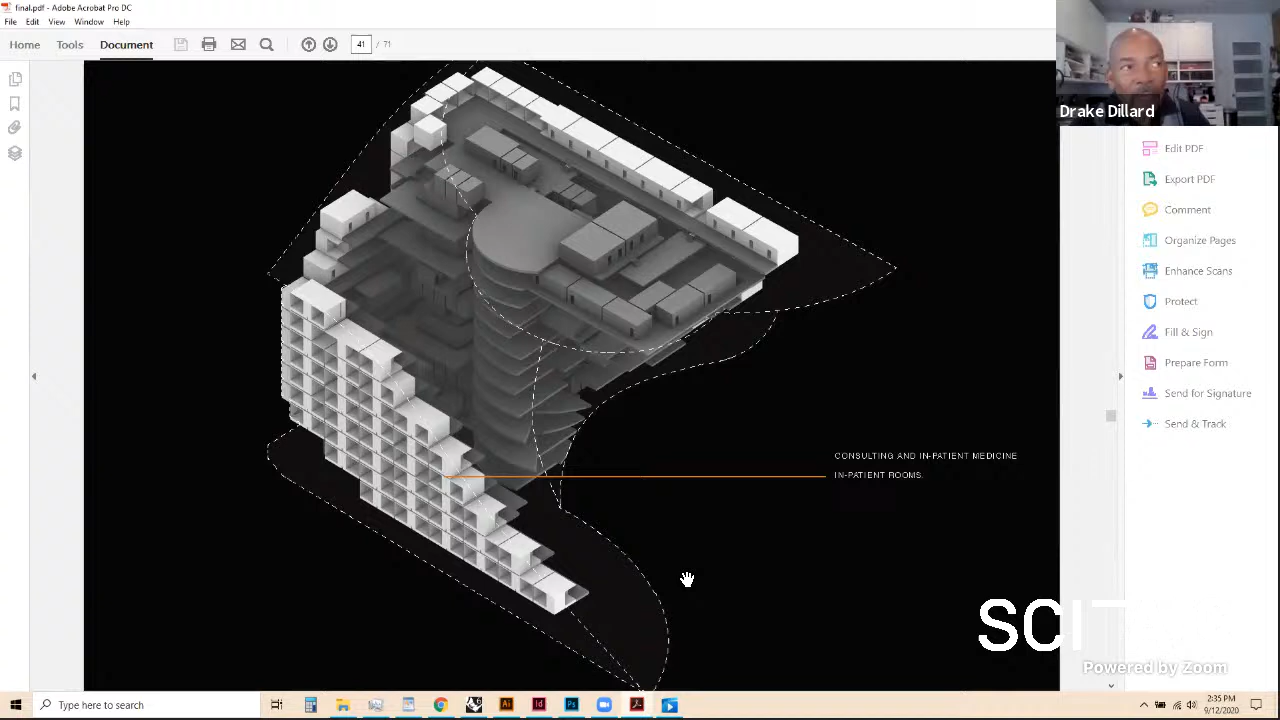 final.pdf - Adobe Acrobat Pro DC
File Edit View Window Help
Home Tools Document 41 / 71
Drake Dillard
Edit PDF
Export PDF
Comment
Organize Pages
Enhance Scans
Protect
Fill & Sign
Prepare Form
Send for Signature
Send & Track
CONSULTING AND IN-PATIENT MEDICINE
IN-PATIENT ROOMS.
Powered by Zoom
Type here to search
Ai Id Ps
2:35 PM
9/12/2020